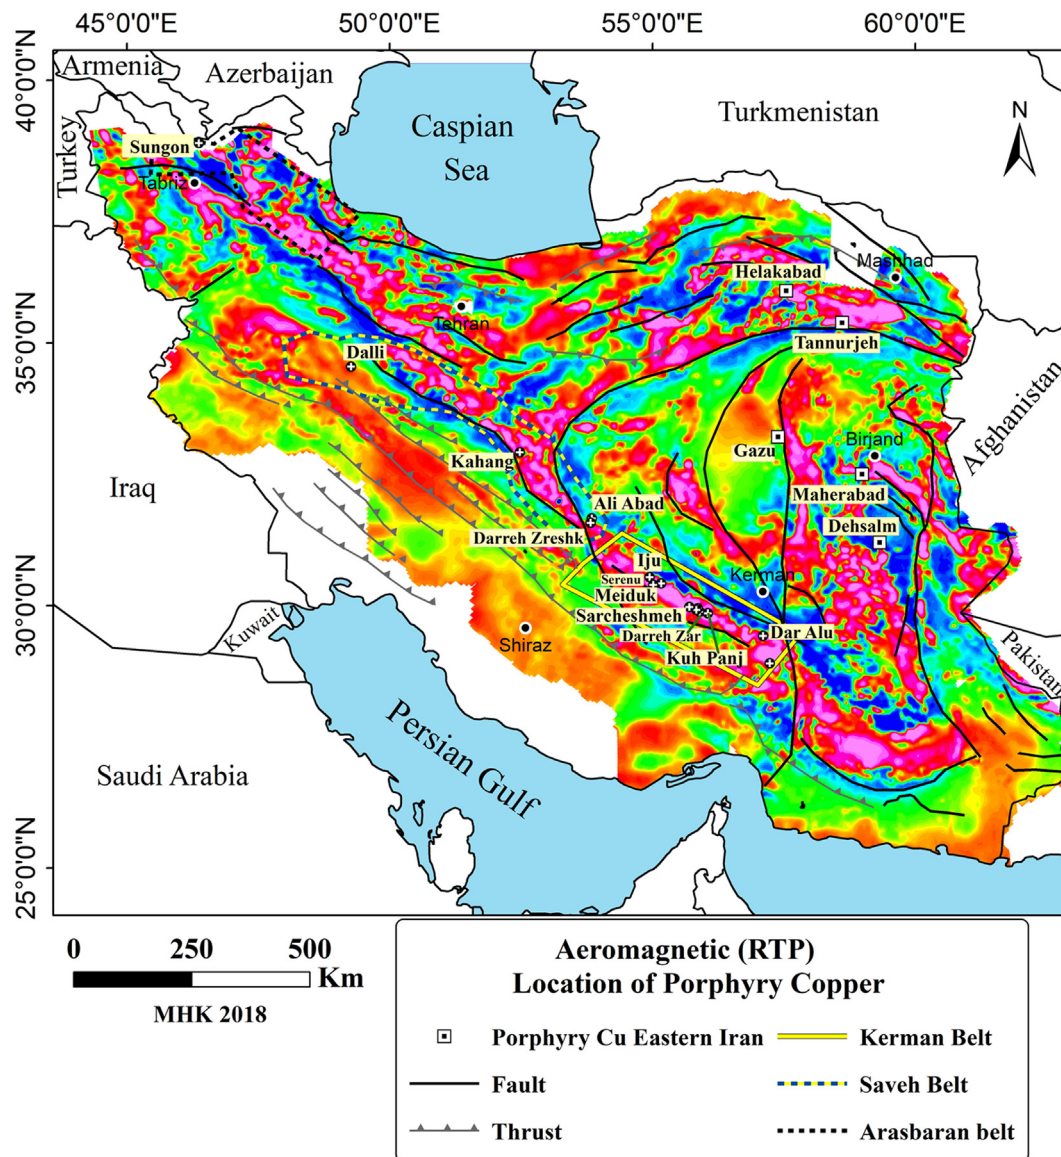 45°0'0"E
50°0'0"E
55°0'0"E
60°0'0"E
40°0'0"N
35°0'0"N
30°0'0"N
25°0'0"N
Armenia
Azerbaijan
Turkey
Caspian
Sea
Turkmenistan
N
Sungon
Tabriz
Mashhad
Helakabad
Tehran
Tannurjeh
Dalli
Afghanistan
Gazu
Birjand
Kahang
Iraq
Maherabad
Ali Abad
Dehsalm
Darreh Zreshk
Iju
Serenu
Kerman
Meiduk
Sarcheshmeh
Kuwait
Darreh Zar
Dar Alu
Shiraz
Kuh Panj
Pakistan
Persian Gulf
Saudi Arabia
0 250 500
Km
MHK 2018
Aeromagnetic (RTP)
Location of Porphyry Copper
Porphyry Cu Eastern Iran
Kerman Belt
Fault
Saveh Belt
Thrust
Arasbaran belt